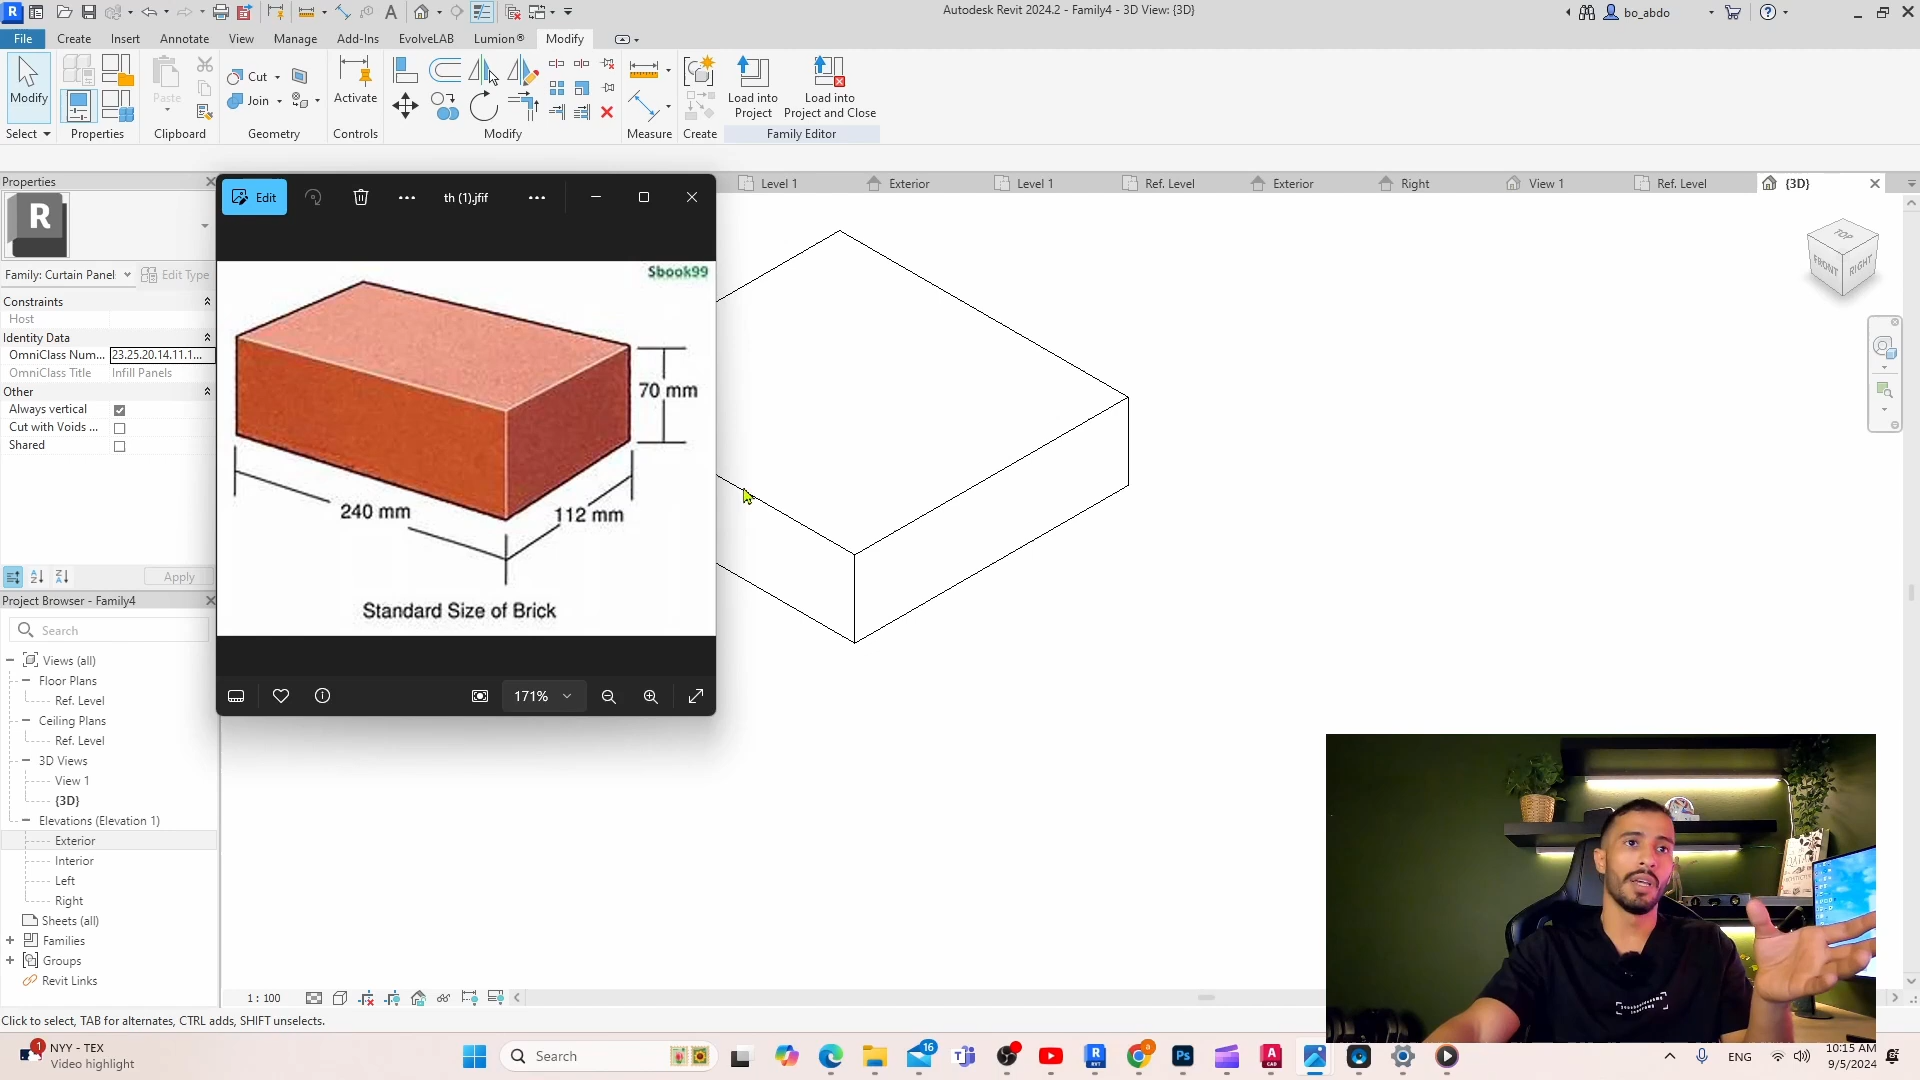 Autodesk Revit 2024.2 - Family4 - 3D View: {3D}
bo_abdo
File Create Insert Annotate View Manage Add-Ins EvolveLAB Lumion® Modify
Modify
Paste
Cut
Join
Activate
Load into Project
Load into Project and Close
Select Properties Clipboard Geometry Controls Modify Measure Create Family Editor
Properties
R
Family: Curtain Panel
Edit Type
Constraints
Host
Identity Data
OmniClass Num... 23.25.20.14.11.1...
OmniClass Title Infill Panels
Other
Always vertical
Cut with Voids ...
Shared
Apply
Project Browser - Family4
Search
Views (all)
Floor Plans
Ref. Level
Ceiling Plans
Ref. Level
3D Views
View 1
{3D}
Elevations (Elevation 1)
Exterior
Interior
Left
Right
Sheets (all)
Families
Groups
Revit Links
Level 1 Exterior Level 1 Ref. Level Exterior Right View 1 Ref. Level {3D}
TOP
FRONT
RIGHT
Edit
th (1).jfif
Sbook99
70 mm
240 mm
112 mm
Standard Size of Brick
171%
1 : 100
Click to select, TAB for alternates, CTRL adds, SHIFT unselects.
1
NYY - TEX
Video highlight
Search
16
ENG
10:15 AM
9/5/2024